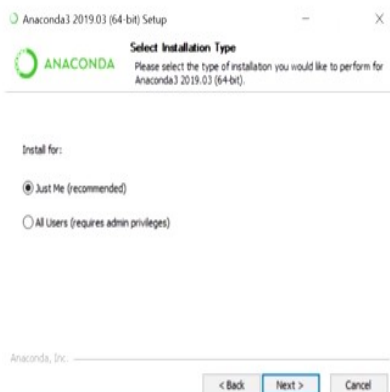 Anaconda3 2019.03 (64-bit) Setup
Select Installation Type
ANACONDA
Please select the type of installation you would like to perform for
Anaconda3 2019.03 (64-bit).
Install for:
Just Me (recommended)
All Users (requires admin privileges)
Anaconda, Inc.
< Back
Next >
Cancel